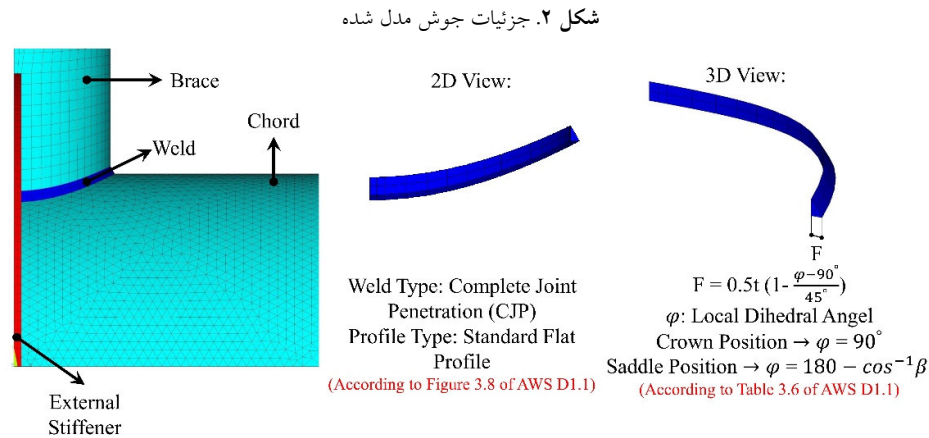 شکل ۲. جزئیات جوش مدل شده
Brace
Weld
Chord
External
Stiffener
2D View:
Weld Type: Complete Joint
Penetration (CJP)
Profile Type: Standard Flat
Profile
(According to Figure 3.8 of AWS D1.1)
3D View:
F
F = 0.5t (1- (φ−90°)/45°)
φ: Local Dihedral Angel
Crown Position → φ = 90°
Saddle Position → φ = 180 − cos⁻¹β
(According to Table 3.6 of AWS D1.1)